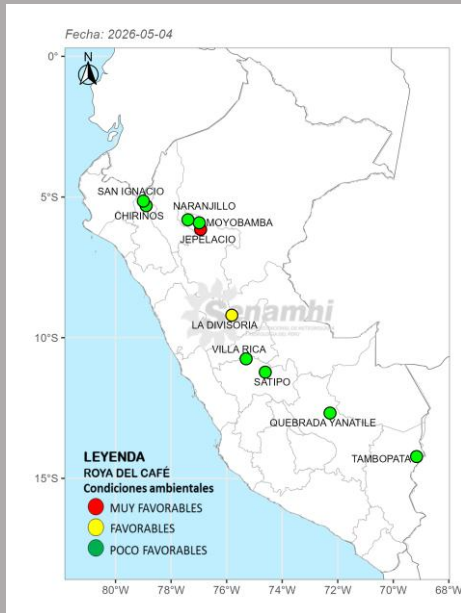 Fecha: 2026-05-04
N
0°
SAN IGNACIO
5°S
NARANJILLO
CHIRINOS
MOYOBAMBA
JEPELACIO
Senamhi
LA DIVISORIA
10°S
VILLA RICA
SATIPO
QUEBRADA YANATILE
TAMBOPATA
15°S
LEYENDA
ROYA DEL CAFÉ
Condiciones ambientales
MUY FAVORABLES
FAVORABLES
POCO FAVORABLES
80°W 78°W 76°W 74°W 72°W 70°W 68°W